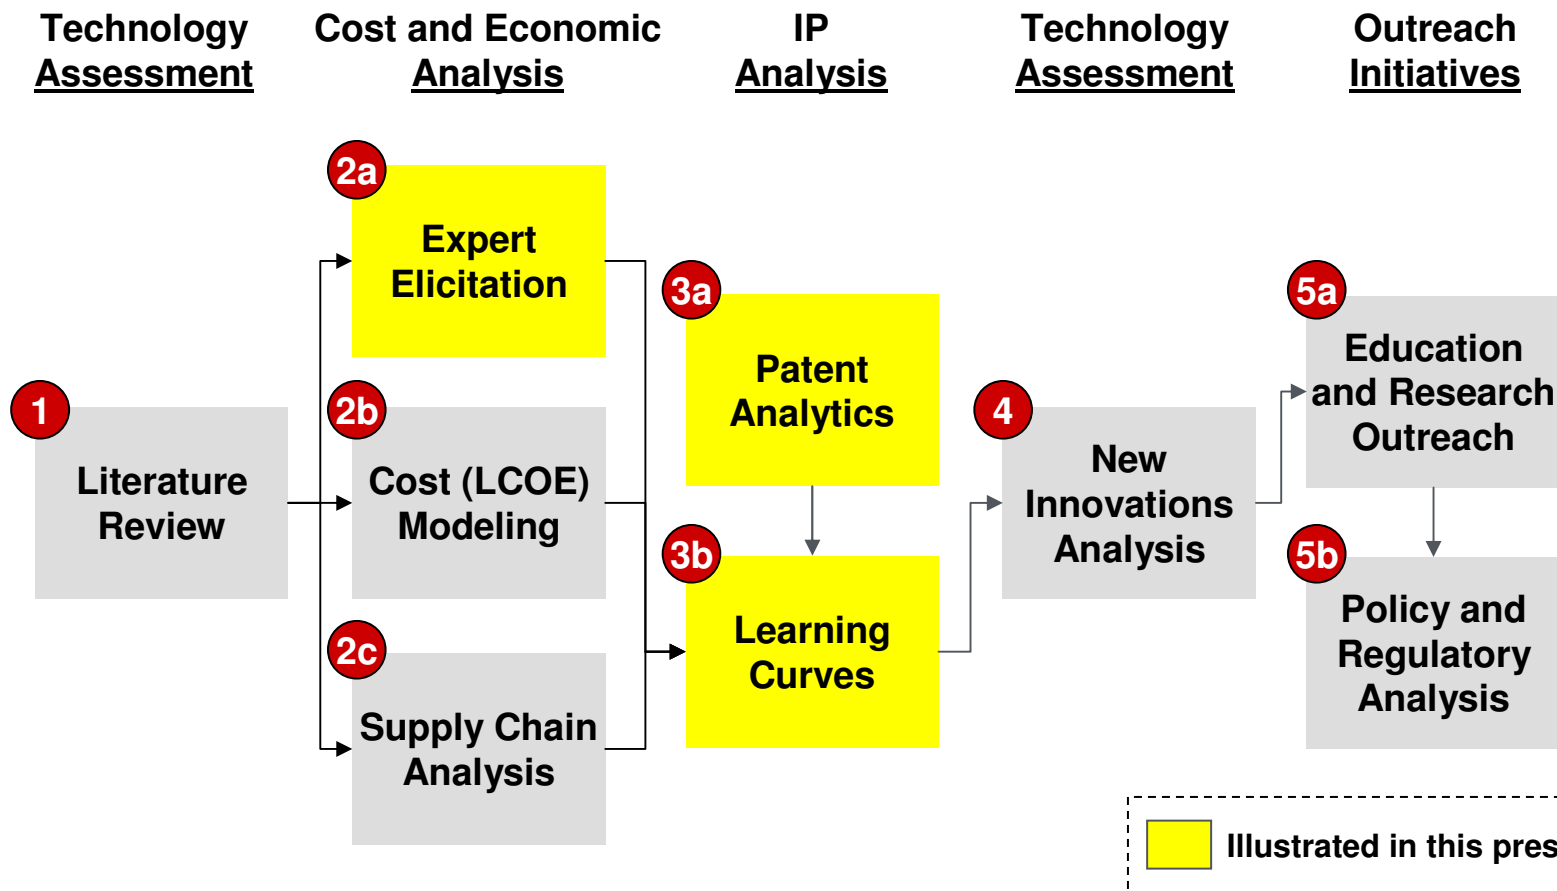 Technology
Assessment
Cost and Economic
Analysis
IP
Analysis
Technology
Assessment
Outreach
Initiatives
1
Literature
Review
2a
Expert
Elicitation
2b
Cost (LCOE)
Modeling
2c
Supply Chain
Analysis
3a
Patent
Analytics
3b
Learning
Curves
4
New
Innovations
Analysis
5a
Education
and Research
Outreach
5b
Policy and
Regulatory
Analysis
Illustrated in this pres